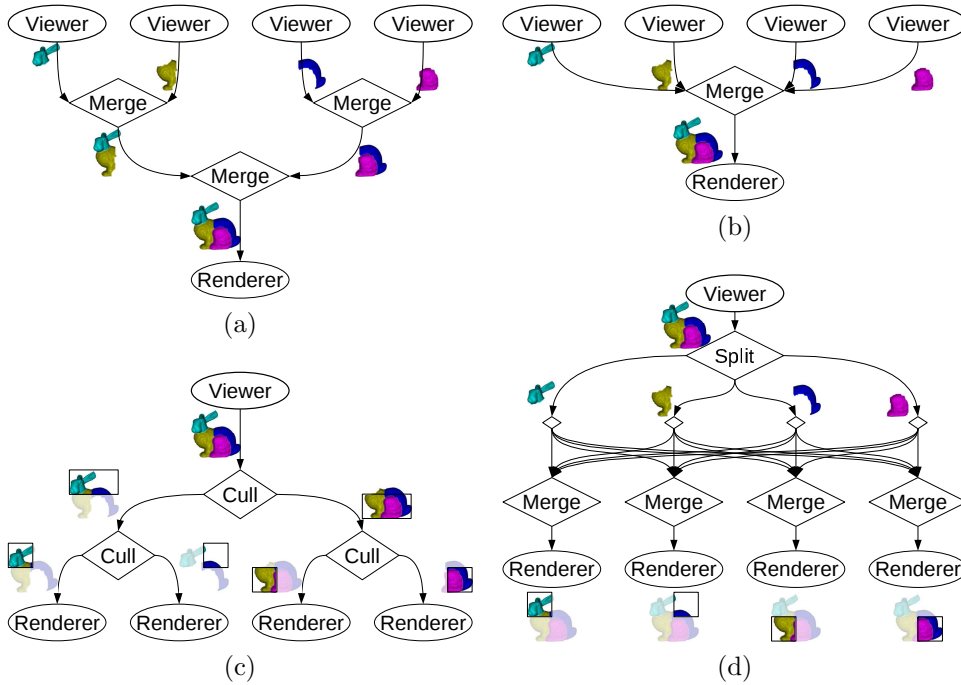 Viewer Viewer Viewer Viewer
Merge Merge
Merge
Renderer
(a)
Viewer Viewer Viewer Viewer
Merge
Renderer
(b)
Viewer
Cull
Cull Cull
Renderer Renderer Renderer Renderer
(c)
Viewer
Split
Merge Merge Merge Merge
Renderer Renderer Renderer Renderer
(d)